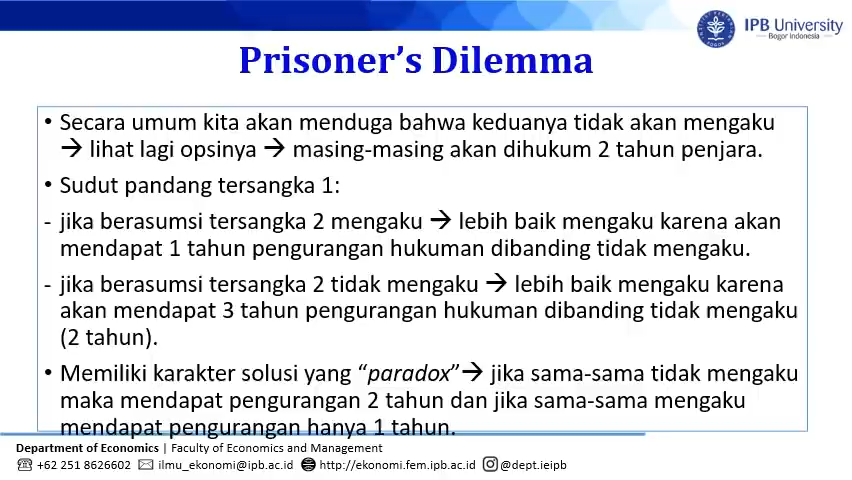 IPB University
Bogor Indonesia
Prisoner's Dilemma
• Secara umum kita akan menduga bahwa keduanya tidak akan mengaku
→ lihat lagi opsinya → masing-masing akan dihukum 2 tahun penjara.
• Sudut pandang tersangka 1:
- jika berasumsi tersangka 2 mengaku → lebih baik mengaku karena akan
mendapat 1 tahun pengurangan hukuman dibanding tidak mengaku.
- jika berasumsi tersangka 2 tidak mengaku → lebih baik mengaku karena
akan mendapat 3 tahun pengurangan hukuman dibanding tidak mengaku
(2 tahun).
• Memiliki karakter solusi yang “paradox”→ jika sama-sama tidak mengaku
maka mendapat pengurangan 2 tahun dan jika sama-sama mengaku
mendapat pengurangan hanya 1 tahun.
Department of Economics | Faculty of Economics and Management
+62 251 8626602 ilmu_ekonomi@ipb.ac.id http://ekonomi.fem.ipb.ac.id @dept.ieipb